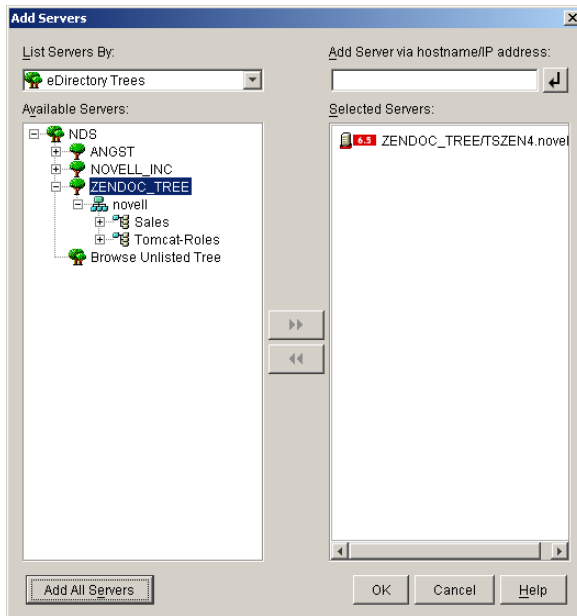 Add Servers
List Servers By:
eDirectory Trees
Available Servers:
NDS
ANGST
NOVELL_INC
ZENDOC_TREE
novell
Sales
Tomcat-Roles
Browse Unlisted Tree
Add Server via hostname/IP address:
Selected Servers:
6.5 ZENDOC_TREE/TSZEN4.novel
Add All Servers
OK
Cancel
Help